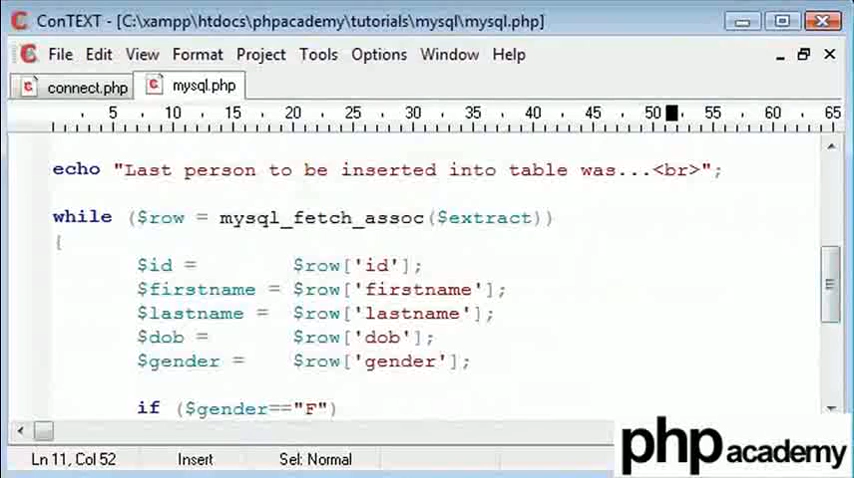 ConTEXT - [C:\xampp\htdocs\phpacademy\tutorials\mysql\mysql.php]
File Edit View Format Project Tools Options Window Help
connect.php mysql.php
5 10 15 20 25 30 35 40 45 50 55 60 65
echo "Last person to be inserted into table was...<br>";
while ($row = mysql_fetch_assoc($extract))
{
$id = $row['id'];
$firstname = $row['firstname'];
$lastname = $row['lastname'];
$dob = $row['dob'];
$gender = $row['gender'];
if ($gender=="F")
Ln 11, Col 52 Insert Sel: Normal
php academy